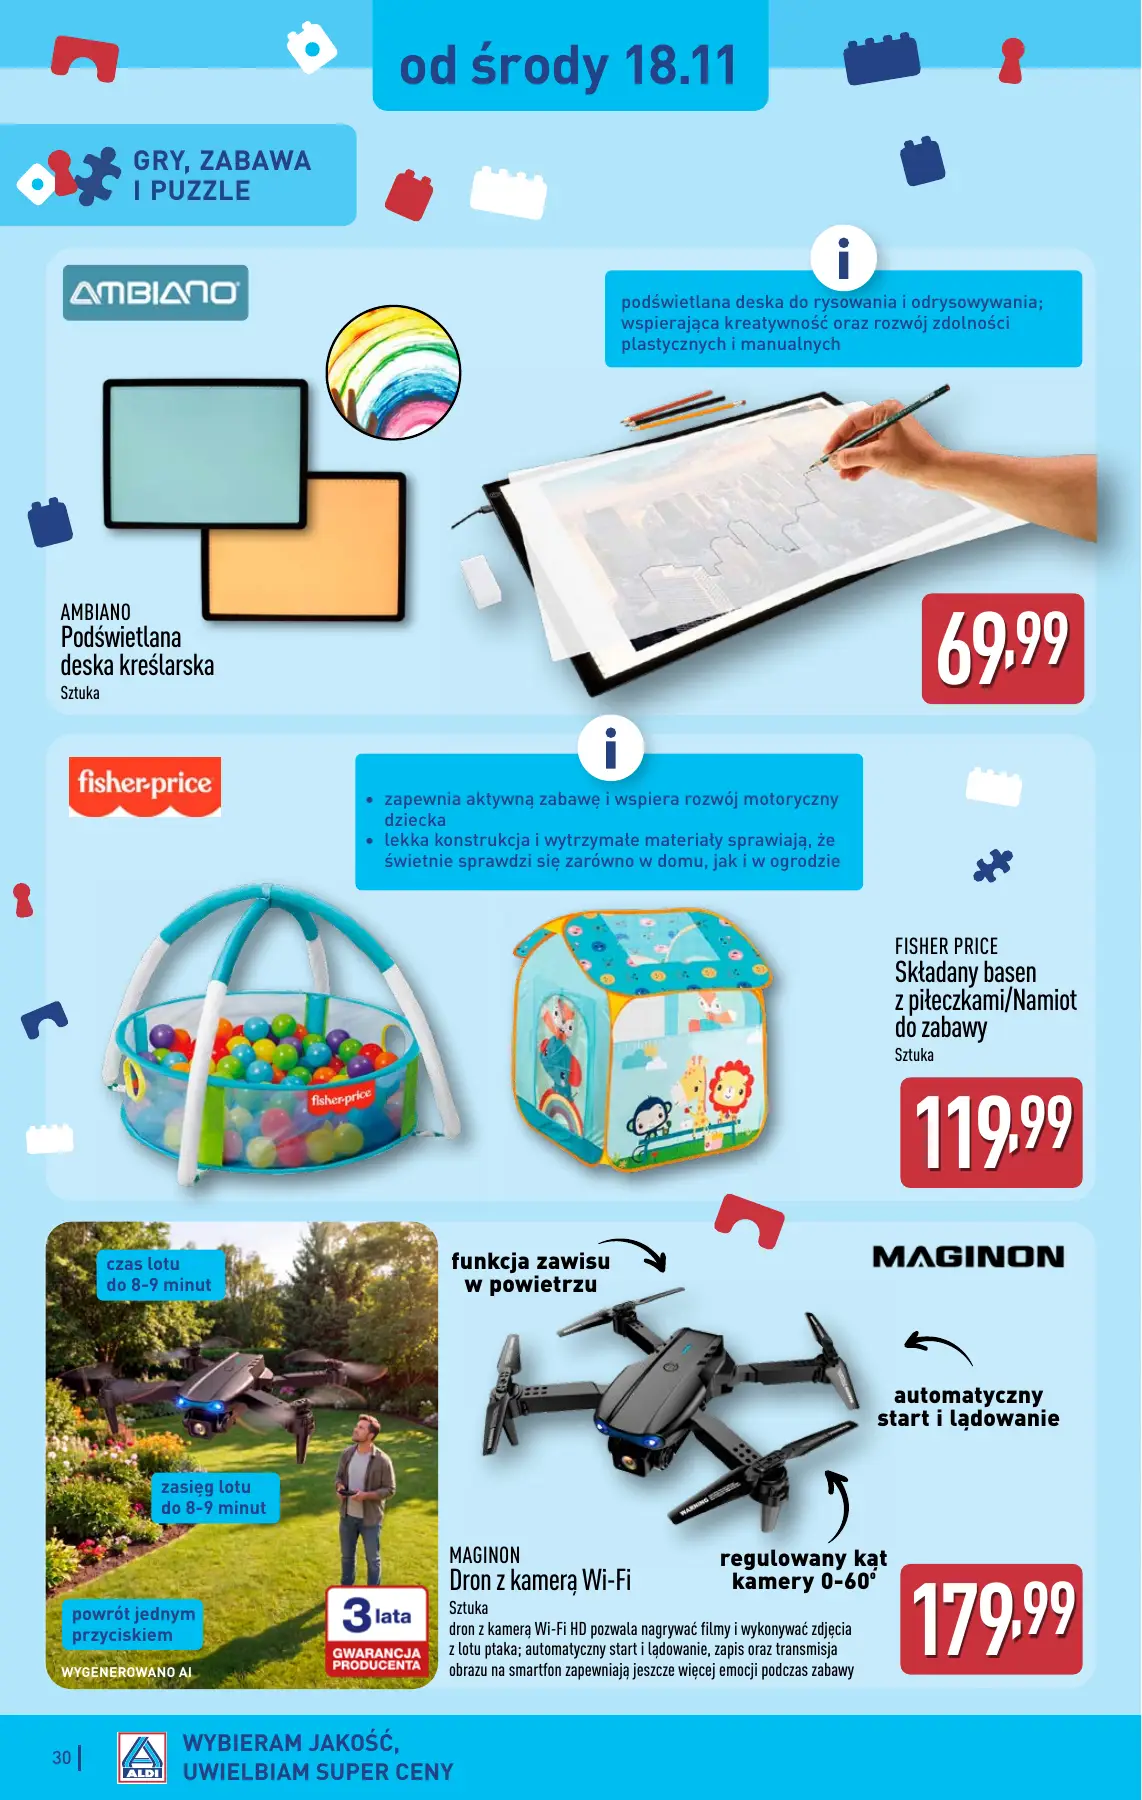 od środy 18.11
GRY, ZABAWA
I PUZZLE
AMBIANO
i
podświetlana deska do rysowania i odrysowywania;
wspierająca kreatywność oraz rozwój zdolności
plastycznych i manualnych
AMBIANO
Podświetlana
deska kreślarska
Sztuka
69,99
fisher-price
i
• zapewnia aktywną zabawę i wspiera rozwój motoryczny
dziecka
• lekka konstrukcja i wytrzymałe materiały sprawiają, że
świetnie sprawdzi się zarówno w domu, jak i w ogrodzie
fisher-price
FISHER PRICE
Składany basen
z piłeczkami/Namiot
do zabawy
Sztuka
119,99
czas lotu
do 8-9 minut
zasięg lotu
do 8-9 minut
powrót jednym
przyciskiem
WYGENEROWANO AI
3 lata
GWARANCJA
PRODUCENTA
funkcja zawisu
w powietrzu
MAGINON
automatyczny
start i lądowanie
WARNING
regulowany kąt
kamery 0-60°
MAGINON
Dron z kamerą Wi-Fi
Sztuka
dron z kamerą Wi-Fi HD pozwala nagrywać filmy i wykonywać zdjęcia
z lotu ptaka; automatyczny start i lądowanie, zapis oraz transmisja
obrazu na smartfon zapewniają jeszcze więcej emocji podczas zabawy
179,99
30
ALDI
WYBIERAM JAKOŚĆ,
UWIELBIAM SUPER CENY